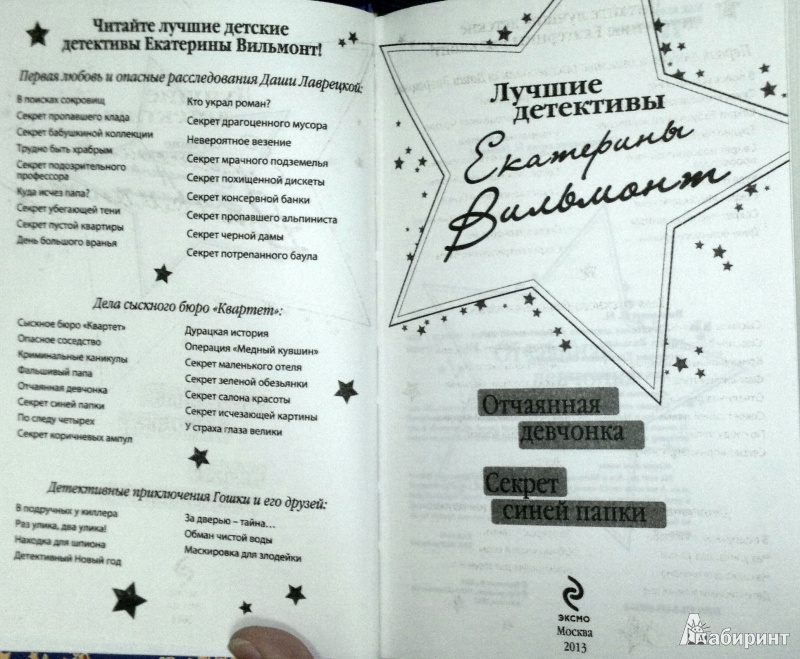 Читайте лучшие детские
детективы Екатерины Вильмонт!
Первая любовь и опасные расследования Даши Лаврецкой:
В поисках сокровищ
Секрет пропавшего клада
Секрет бабушкиной коллекции
Трудно быть храбрым
Секрет подозрительного
профессора
Куда исчез папа?
Секрет убегающей тени
Секрет пустой квартиры
День большого вранья
Кто украл роман?
Секрет драгоценного мусора
Невероятное везение
Секрет мрачного подземелья
Секрет похищенной дискеты
Секрет консервной банки
Секрет пропавшего альпиниста
Секрет черной дамы
Секрет потрепанного баула
Дела сыскного бюро «Квартет»:
Сыскное бюро «Квартет»
Опасное соседство
Криминальные каникулы
Фальшивый папа
Отчаянная девчонка
Секрет синей папки
По следу четырех
Секрет коричневых ампул
Дурацкая история
Операция «Медный кувшин»
Секрет маленького отеля
Секрет зеленой обезьянки
Секрет салона красоты
Секрет исчезающей картины
У страха глаза велики
Детективные приключения Гошки и его друзей:
В подручных у киллера
Раз улика, два улика!
Находка для шпиона
Детективный Новый год
За дверью – тайна...
Обман чистой воды
Маскировка для злодейки
Лучшие
детективы
Екатерины
Вильмонт
Отчаянная
девчонка
Секрет
синей папки
эксмо
Москва
2013
Лабиринт